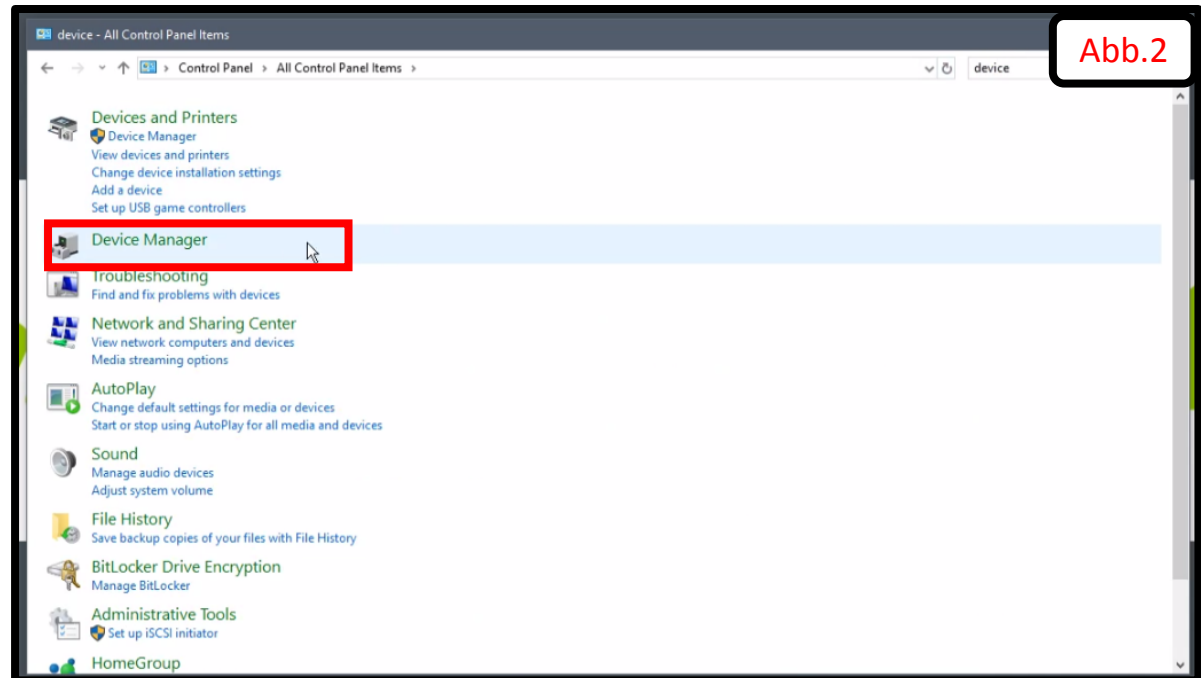 device - All Control Panel Items
Abb.2
Control Panel > All Control Panel Items >
device
Devices and Printers
Device Manager
View devices and printers
Change device installation settings
Add a device
Set up USB game controllers
Device Manager
Troubleshooting
Find and fix problems with devices
Network and Sharing Center
View network computers and devices
Media streaming options
AutoPlay
Change default settings for media or devices
Start or stop using AutoPlay for all media and devices
Sound
Manage audio devices
Adjust system volume
File History
Save backup copies of your files with File History
BitLocker Drive Encryption
Manage BitLocker
Administrative Tools
Set up iSCSI initiator
HomeGroup